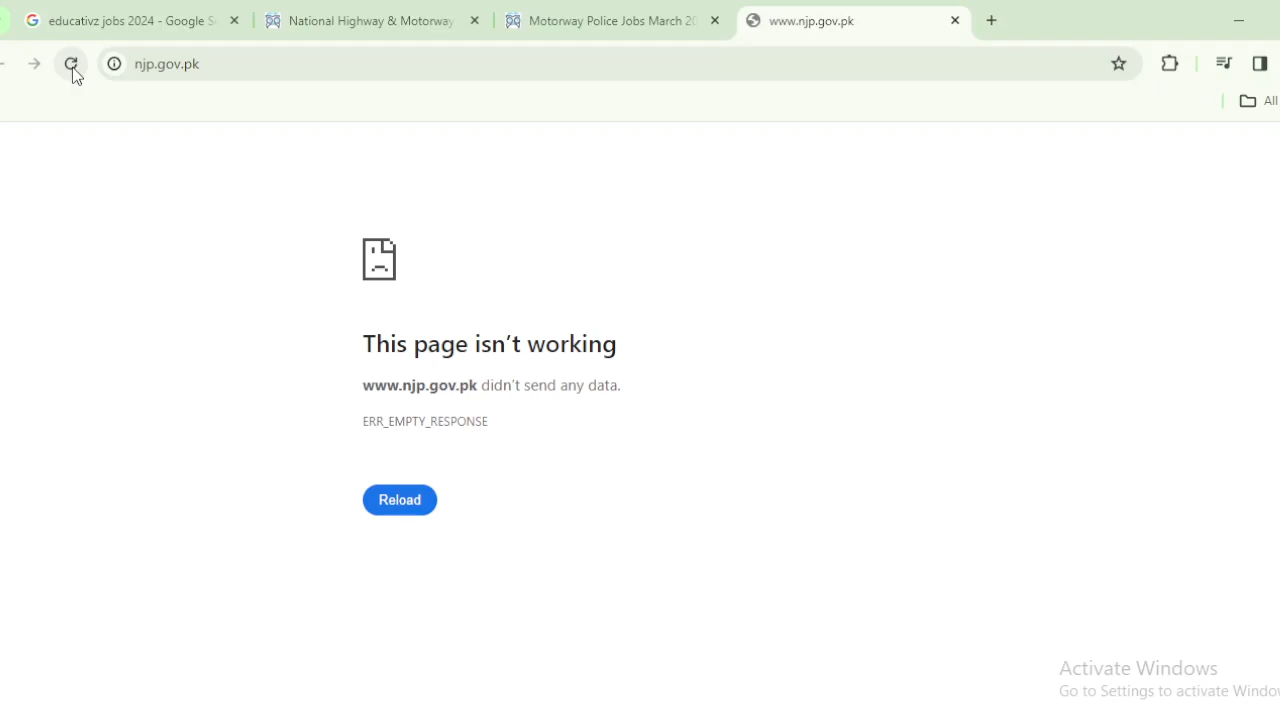 educativz jobs 2024 - Google S
National Highway & Motorway
Motorway Police Jobs March 20
www.njp.gov.pk
njp.gov.pk
All
This page isn't working
www.njp.gov.pk didn't send any data.
ERR_EMPTY_RESPONSE
Reload
Activate Windows
Go to Settings to activate Window